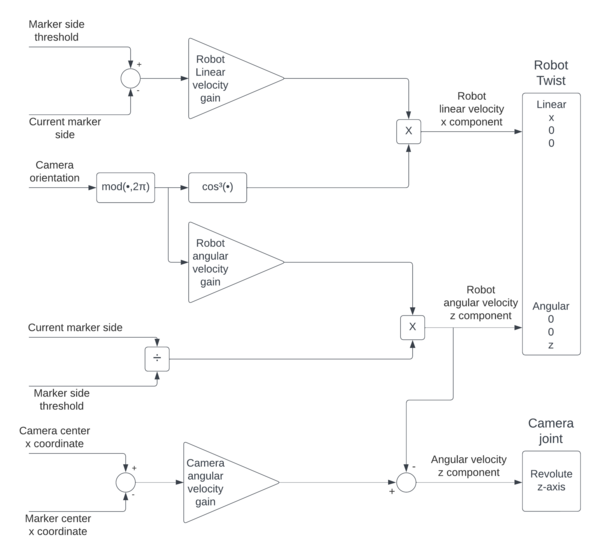 Marker side
threshold
+
-
Current marker
side
Robot
Linear
velocity
gain
X
Robot
linear velocity
x component
Robot
Twist
Linear
x
0
0
Camera
orientation
mod(•,2π)
cos³(•)
Robot
angular
velocity
gain
X
Robot
angular velocity
z component
Angular
0
0
z
Current marker side
÷
Marker side
threshold
Camera center
x coordinate
+
-
Marker center
x coordinate
Camera
angular
velocity
gain
-
+
Angular velocity
z component
Camera
joint
Revolute
z-axis